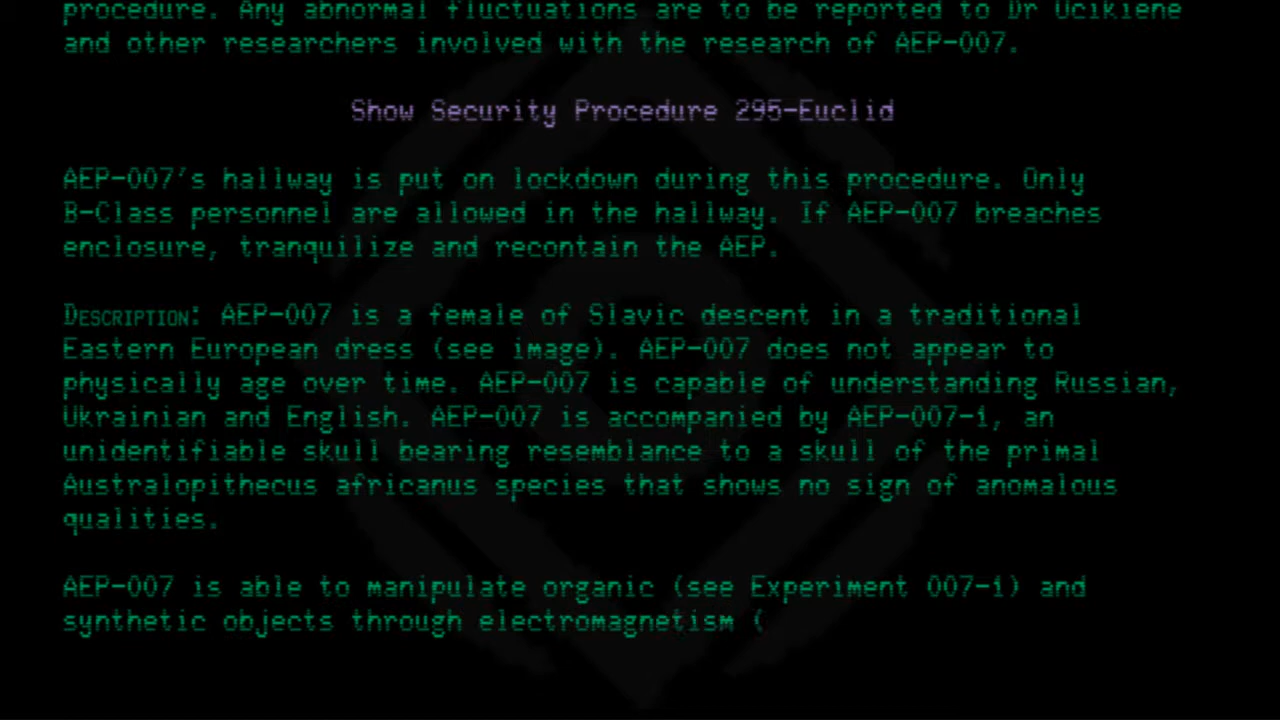 procedure. Any abnormal fluctuations are to be reported to Dr Ucikiene
and other researchers involved with the research of AEP-007.
Show Security Procedure 295-Euclid
AEP-007's hallway is put on lockdown during this procedure. Only
B-Class personnel are allowed in the hallway. If AEP-007 breaches
enclosure, tranquilize and recontain the AEP.
DESCRIPTION: AEP-007 is a female of Slavic descent in a traditional
Eastern European dress (see image). AEP-007 does not appear to
physically age over time. AEP-007 is capable of understanding Russian,
Ukrainian and English. AEP-007 is accompanied by AEP-007-1, an
unidentifiable skull bearing resemblance to a skull of the primal
Australopithecus africanus species that shows no sign of anomalous
qualities.
AEP-007 is able to manipulate organic (see Experiment 007-1) and
synthetic objects through electromagnetism (